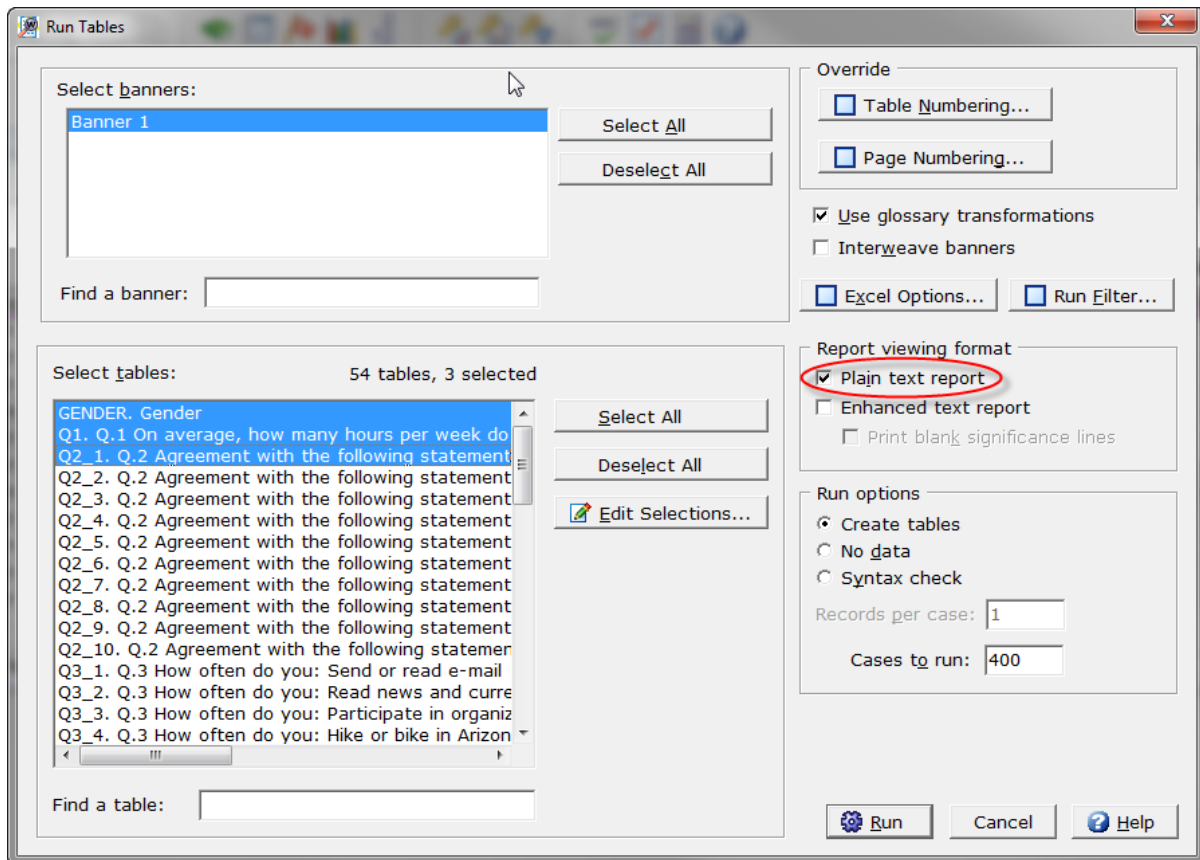 Run Tables
Select banners:
Banner 1
Select All
Deselect All
Find a banner:
Override
Table Numbering...
Page Numbering...
Use glossary transformations
Interweave banners
Excel Options...
Run Filter...
Select tables:
54 tables, 3 selected
GENDER. Gender
Q1. Q.1 On average, how many hours per week do
Q2_1. Q.2 Agreement with the following statement
Q2_2. Q.2 Agreement with the following statement
Q2_3. Q.2 Agreement with the following statement
Q2_4. Q.2 Agreement with the following statement
Q2_5. Q.2 Agreement with the following statement
Q2_6. Q.2 Agreement with the following statement
Q2_7. Q.2 Agreement with the following statement
Q2_8. Q.2 Agreement with the following statement
Q2_9. Q.2 Agreement with the following statement
Q2_10. Q.2 Agreement with the following statemen
Q3_1. Q.3 How often do you: Send or read e-mail
Q3_2. Q.3 How often do you: Read news and curre
Q3_3. Q.3 How often do you: Participate in organiz
Q3_4. Q.3 How often do you: Hike or bike in Arizon
Select All
Deselect All
Edit Selections...
Find a table:
Report viewing format
Plain text report
Enhanced text report
Print blank significance lines
Run options
Create tables
No data
Syntax check
Records per case: 1
Cases to run: 400
Run
Cancel
Help